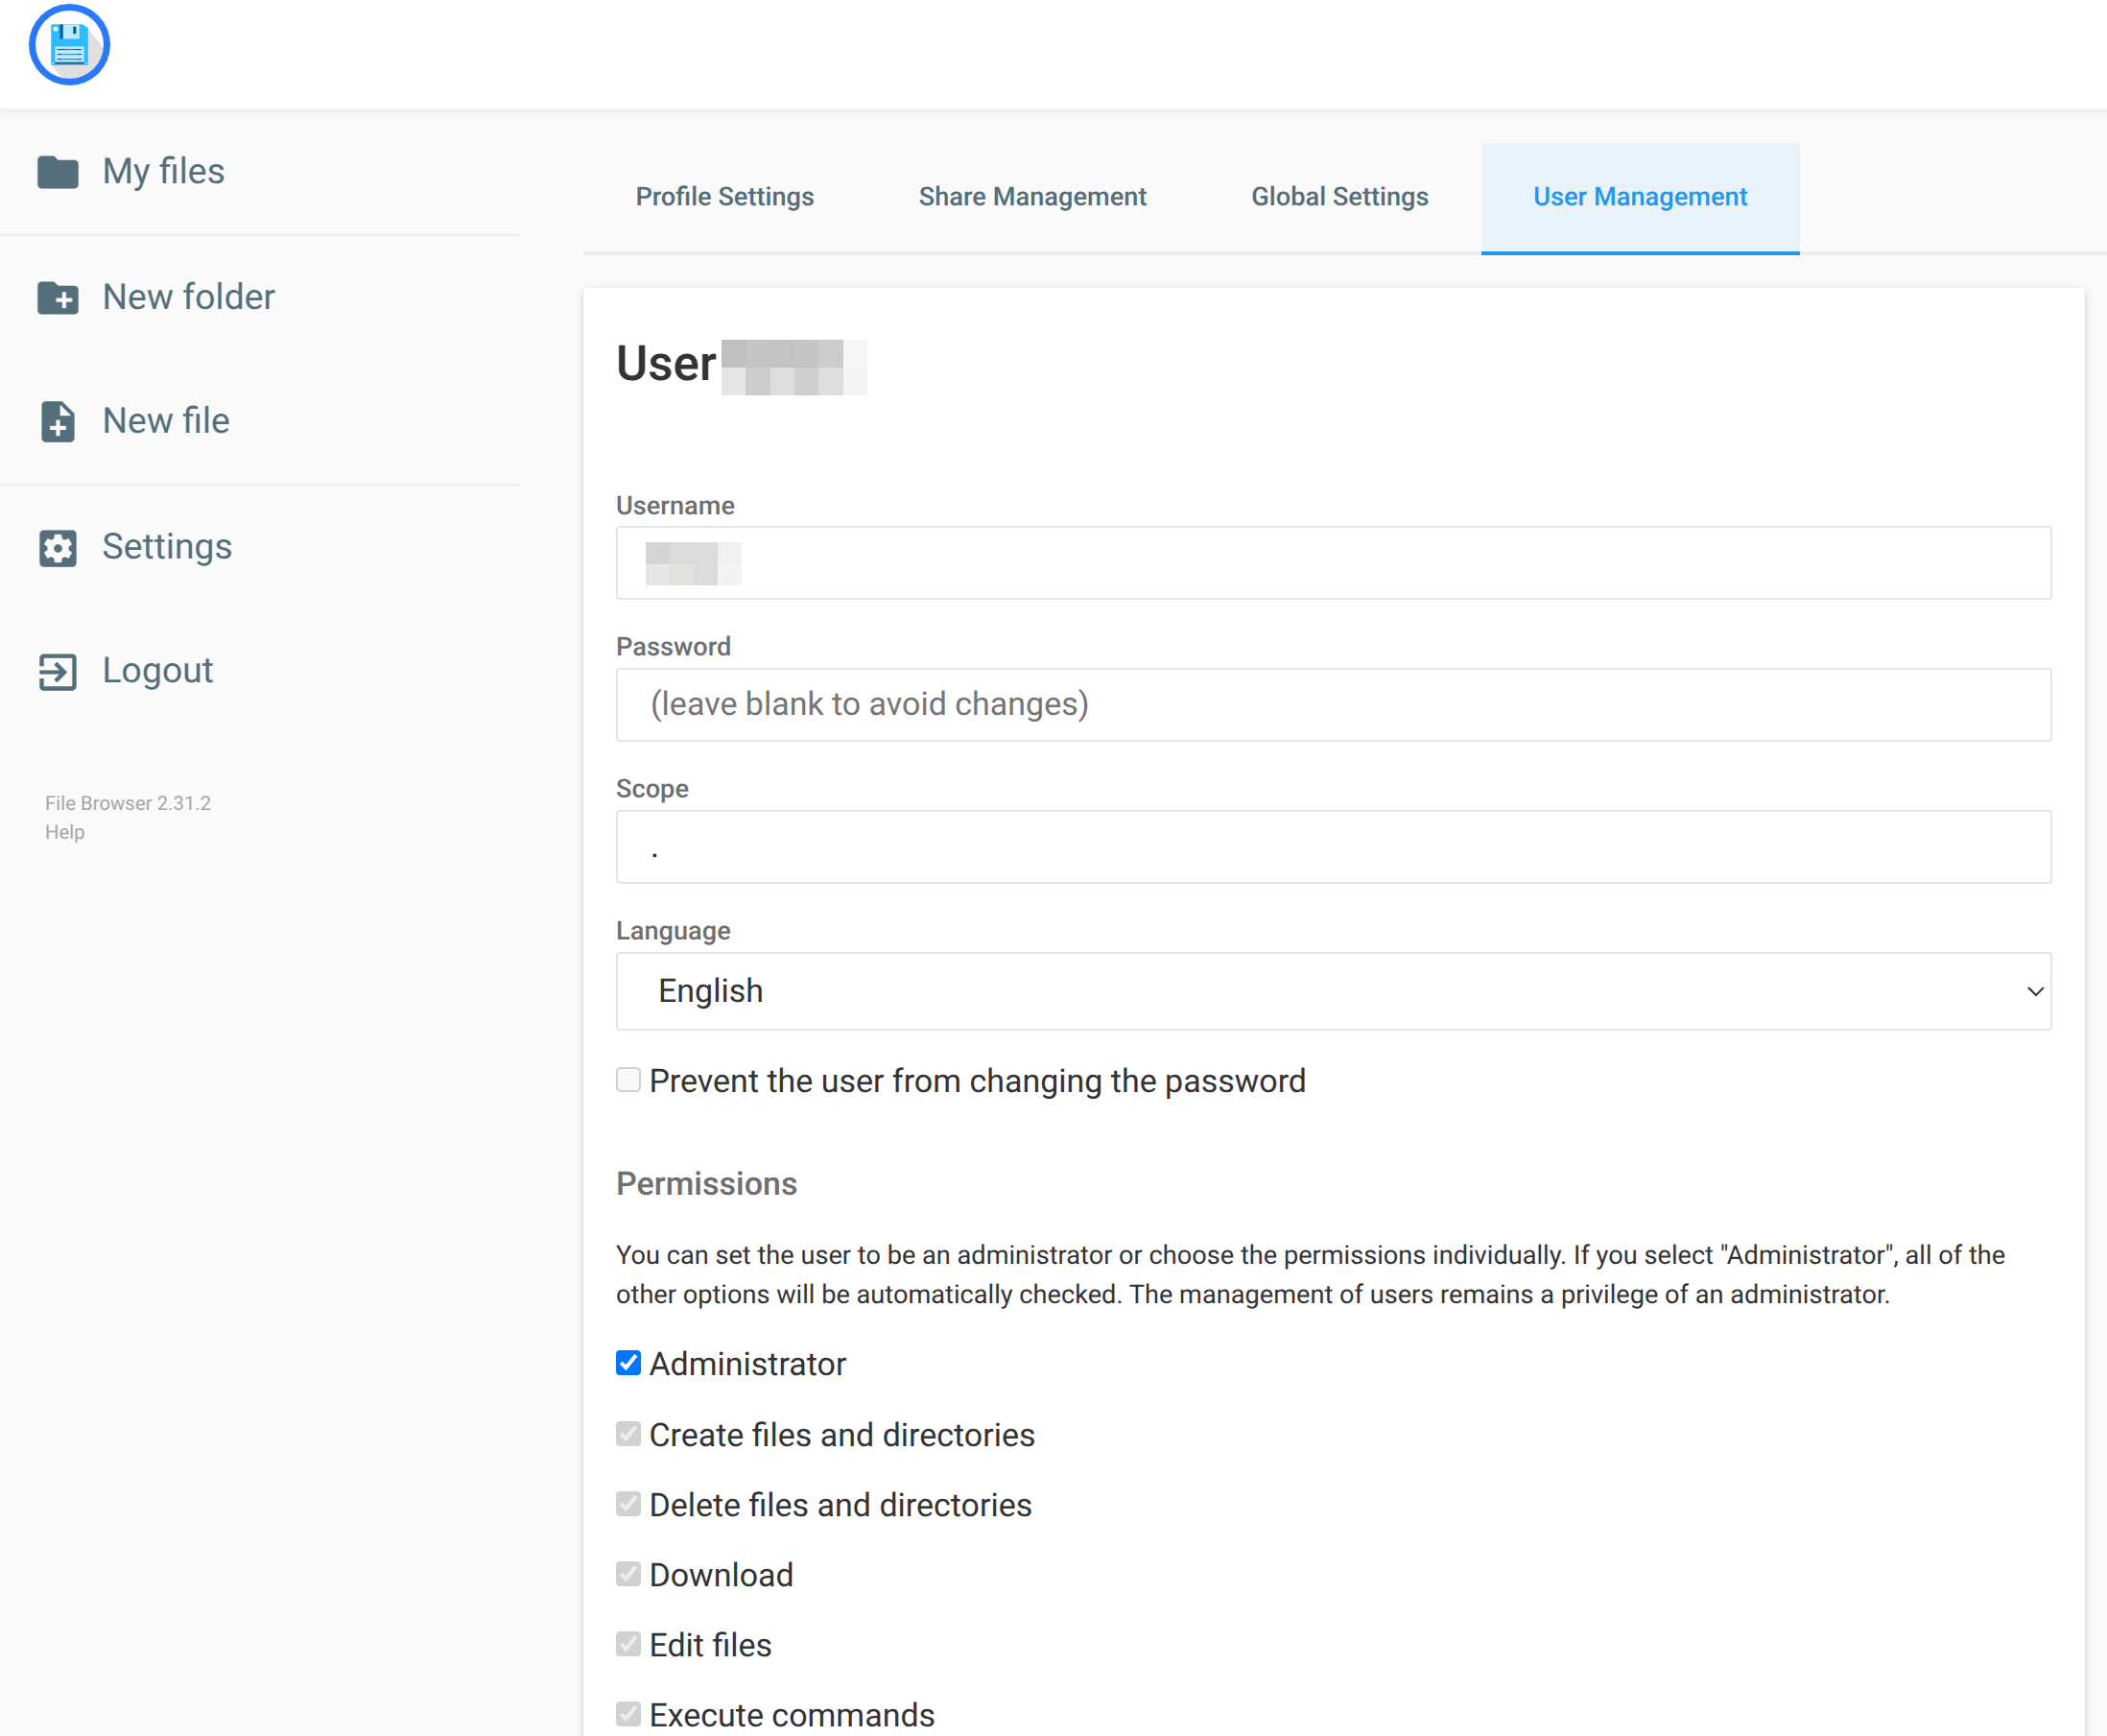 My files
New folder
New file
Settings
Logout
File Browser 2.31.2
Help
Profile Settings
Share Management
Global Settings
User Management
User
Username
Password
(leave blank to avoid changes)
Scope
.
Language
English
Prevent the user from changing the password
Permissions
You can set the user to be an administrator or choose the permissions individually. If you select "Administrator", all of the
other options will be automatically checked. The management of users remains a privilege of an administrator.
Administrator
Create files and directories
Delete files and directories
Download
Edit files
Execute commands